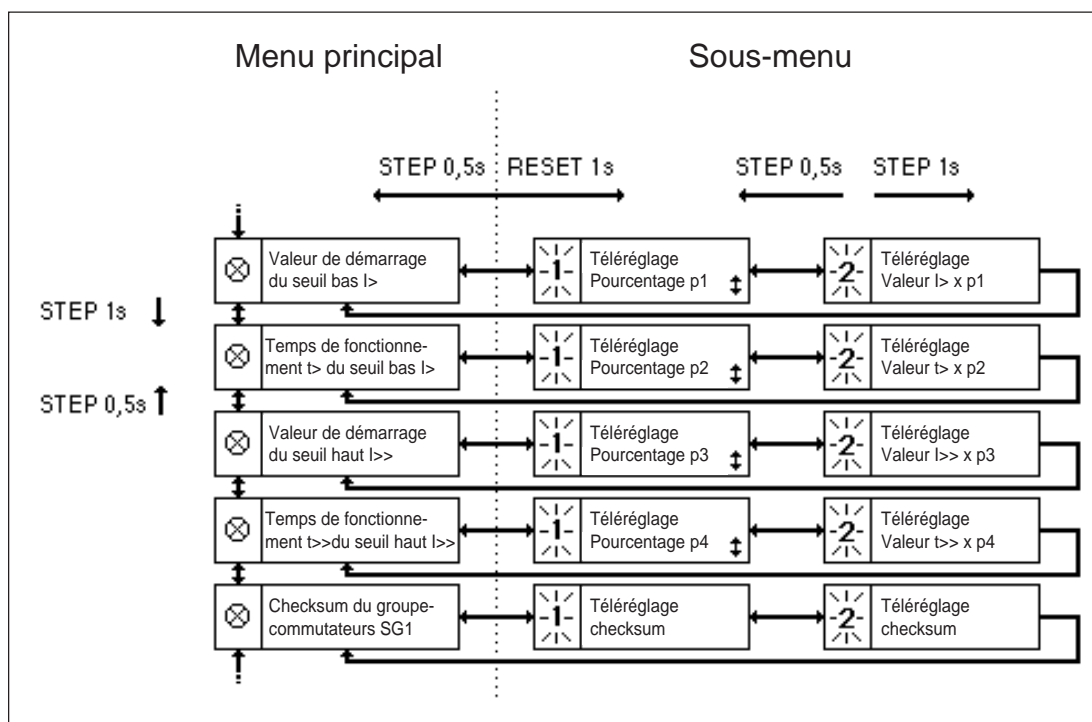 Menu principal
Sous-menu
STEP 0,5s
RESET 1s
STEP 0,5s
STEP 1s
Valeur de démarrage
du seuil bas I>
-1-
Téléréglage
Pourcentage p1
-2-
Téléréglage
Valeur I> x p1
STEP 1s
Temps de fonctionne-
ment t> du seuil bas I>
-1-
Téléréglage
Pourcentage p2
-2-
Téléréglage
Valeur t> x p2
STEP 0,5s
Valeur de démarrage
du seuil haut I>>
-1-
Téléréglage
Pourcentage p3
-2-
Téléréglage
Valeur I>> x p3
Temps de fonctionne-
ment t>>du seuil haut I>>
-1-
Téléréglage
Pourcentage p4
-2-
Téléréglage
Valeur t>> x p4
Checksum du groupe-
commutateurs SG1
-1-
Téléréglage
checksum
-2-
Téléréglage
checksum